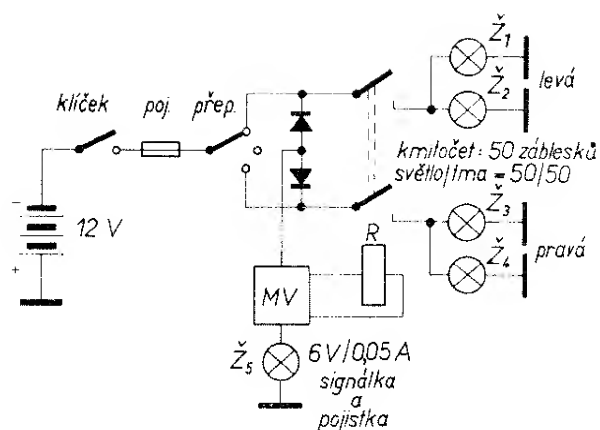 klíček
poj.
přep.
Ž1
levá
Ž2
kmitočet: 50 záblesků
světlo/tma = 50/50
Ž3
pravá
Ž4
–
12 V
+
R
MV
Ž5
6 V/0,05 A
signálka
a
pojistka